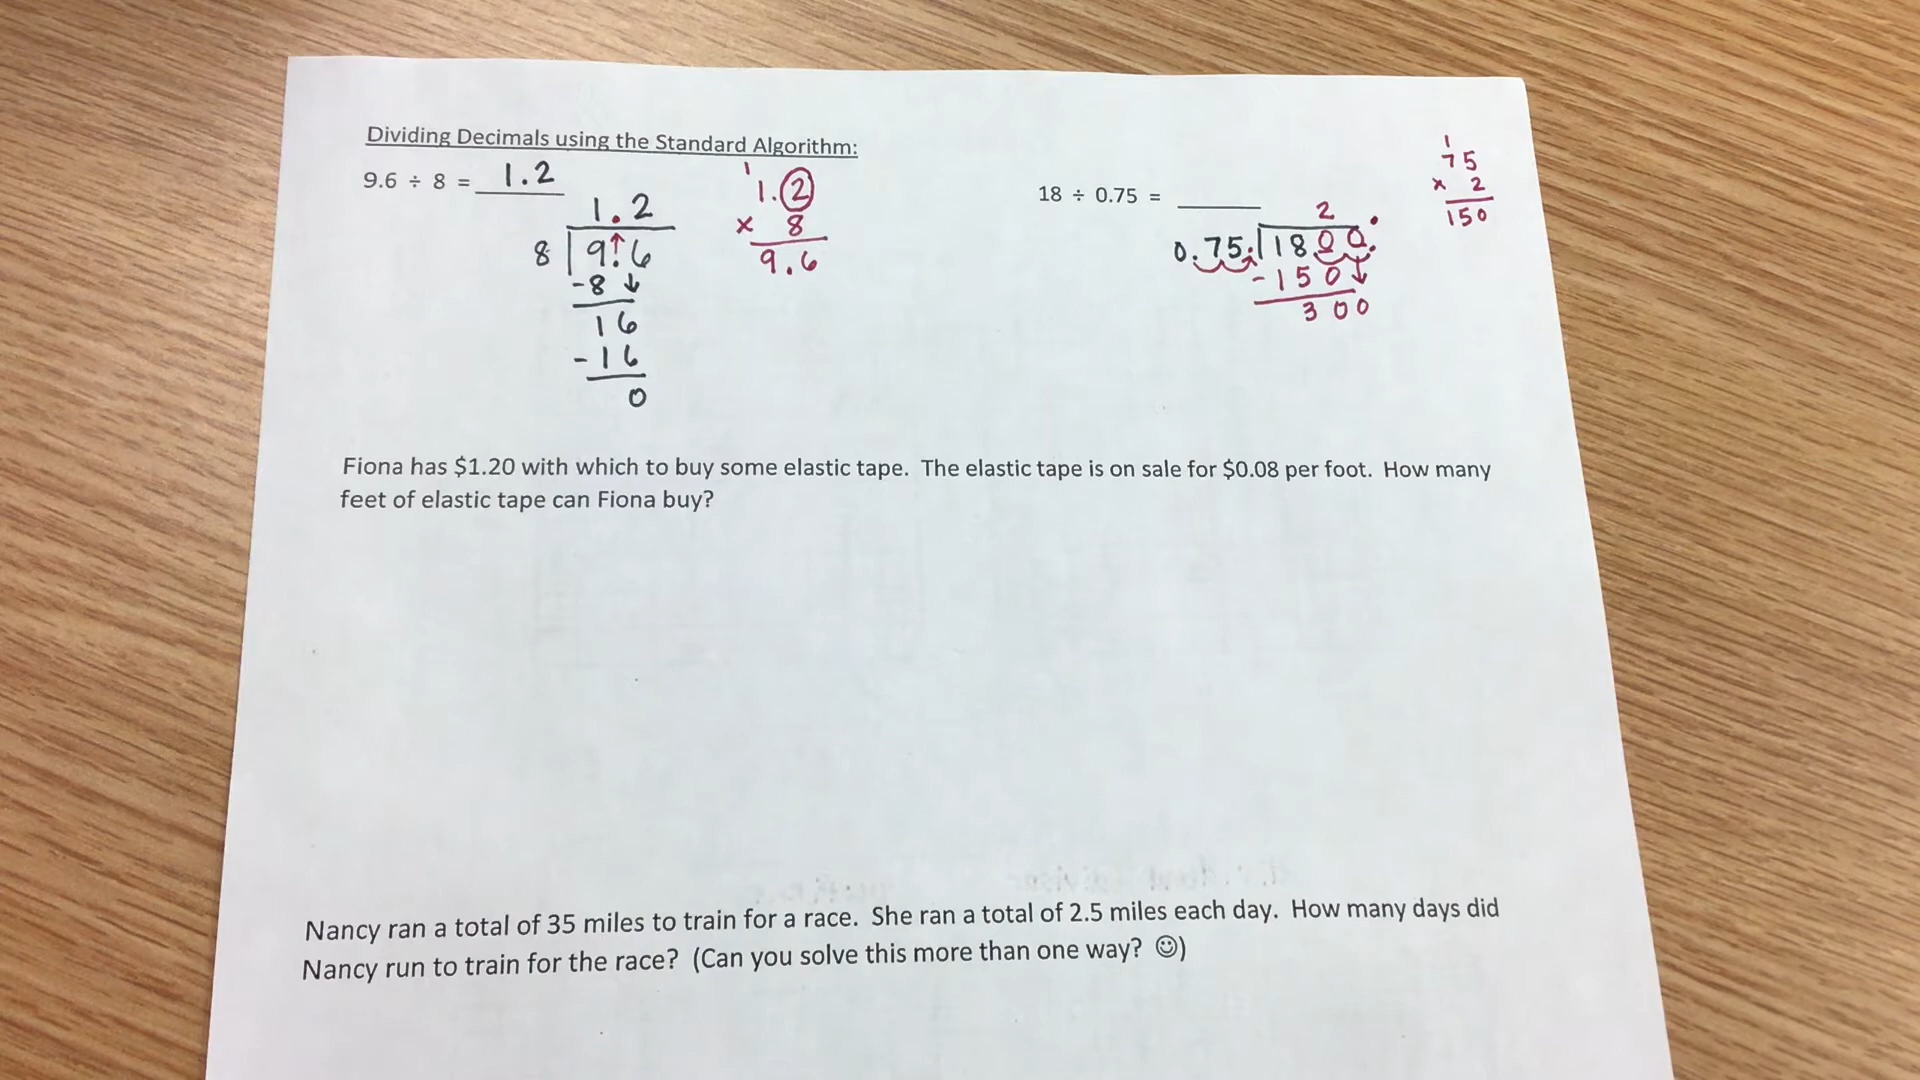 Dividing Decimals using the Standard Algorithm:
9.6 ÷ 8 = 1.2
1.2
8 9.6
-8
16
-16
0
1
1.2
x 8
9.6
18 ÷ 0.75 = ______
2 .
0.75. 1800.
-150
300
1
75
x 2
150
Fiona has $1.20 with which to buy some elastic tape. The elastic tape is on sale for $0.08 per foot. How many
feet of elastic tape can Fiona buy?
Nancy ran a total of 35 miles to train for a race. She ran a total of 2.5 miles each day. How many days did
Nancy run to train for the race? (Can you solve this more than one way? ☺)